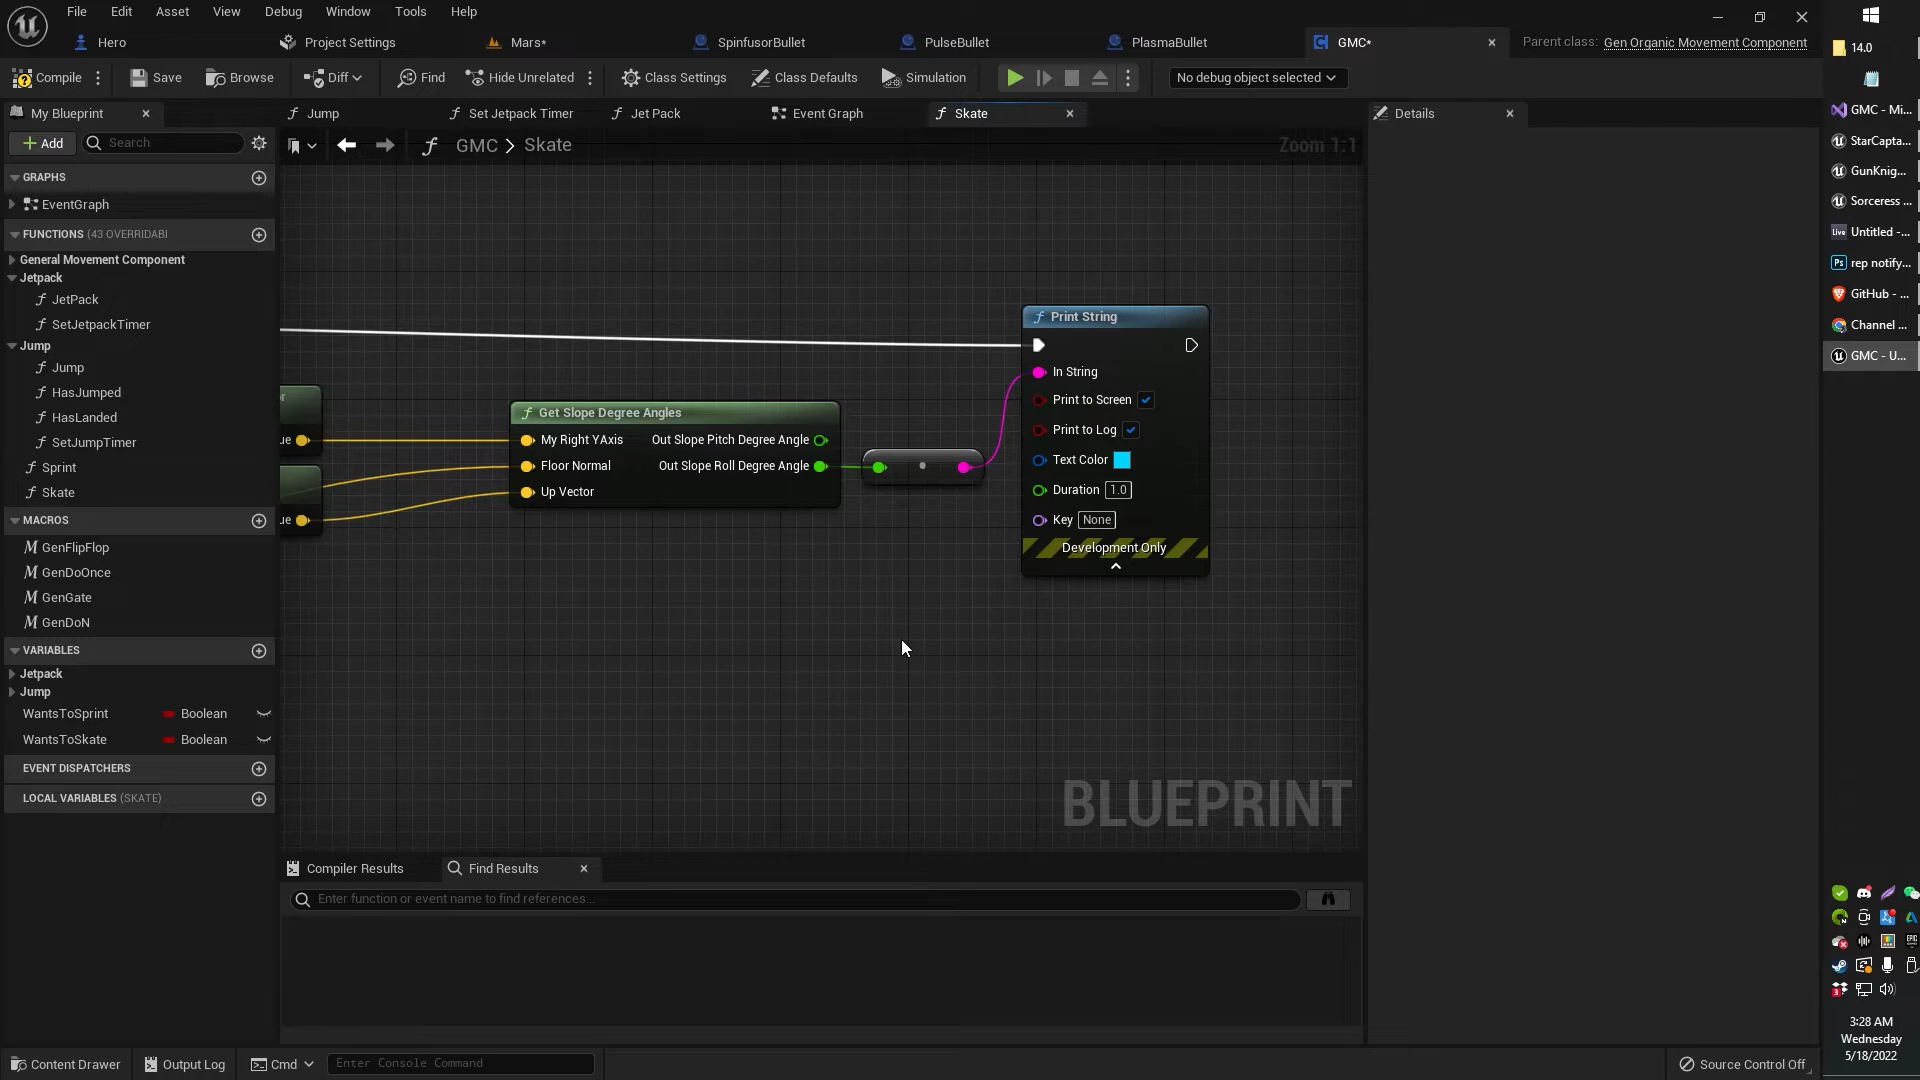 File Edit Asset View Debug Window Tools Help
Hero Project Settings Mars* SpinfusorBullet PulseBullet PlasmaBullet GMC* Parent class: Gen Organic Movement Component
Compile Save Browse Diff Find Hide Unrelated Class Settings Class Defaults Simulation No debug object selected
My Blueprint Jump Set Jetpack Timer Jet Pack Event Graph Skate Details
Add Search GMC > Skate Zoom 1:1
GRAPHS
EventGraph
FUNCTIONS (43 OVERRIDABL
General Movement Component
Jetpack
JetPack
SetJetpackTimer
Jump
Jump
HasJumped
HasLanded
SetJumpTimer
Sprint
Skate
MACROS
GenFlipFlop
GenDoOnce
GenGate
GenDoN
VARIABLES
Jetpack
Jump
WantsToSprint Boolean
WantsToSkate Boolean
EVENT DISPATCHERS
LOCAL VARIABLES (SKATE)
or
ue
ue
Get Slope Degree Angles
My Right YAxis Out Slope Pitch Degree Angle
Floor Normal Out Slope Roll Degree Angle
Up Vector
Print String
In String
Print to Screen
Print to Log
Text Color
Duration 1.0
Key None
Development Only
BLUEPRINT
Compiler Results Find Results
Enter function or event name to find references...
Content Drawer Output Log Cmd Enter Console Command Source Control Off
14.0
GMC - Mi...
StarCapta...
GunKnig...
Sorceress ...
Live Untitled -...
Ps rep notify...
GitHub - ...
Channel ...
GMC - U...
EPIC
3
3:28 AM
Wednesday
5/18/2022